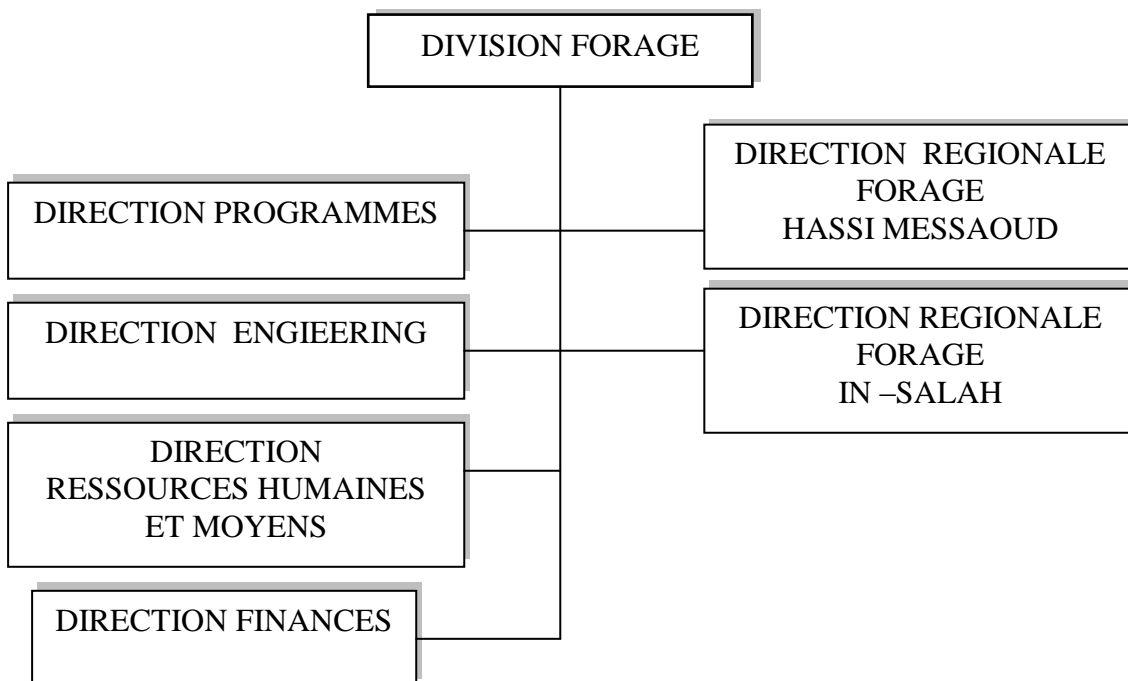 DIVISION FORAGE
DIRECTION PROGRAMMES
DIRECTION ENGIEERING
DIRECTION
RESSOURCES HUMAINES
ET MOYENS
DIRECTION FINANCES
DIRECTION REGIONALE
FORAGE
HASSI MESSAOUD
DIRECTION REGIONALE
FORAGE
IN –SALAH